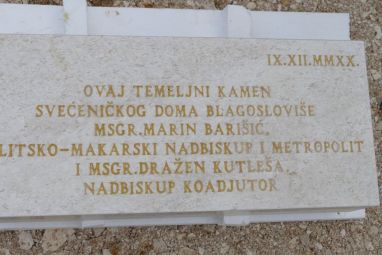 IX.XII.MMXX.
OVAJ TEMELJNI KAMEN
SVEĆENIČKOG DOMA BLAGOSLOVIŠE
MSGR.MARIN BARIŠIĆ,
LITSKO-MAKARSKI NADBISKUP I METROPOLIT
I MSGR.DRAŽEN KUTLEŠA,
NADBISKUP KOADJUTOR